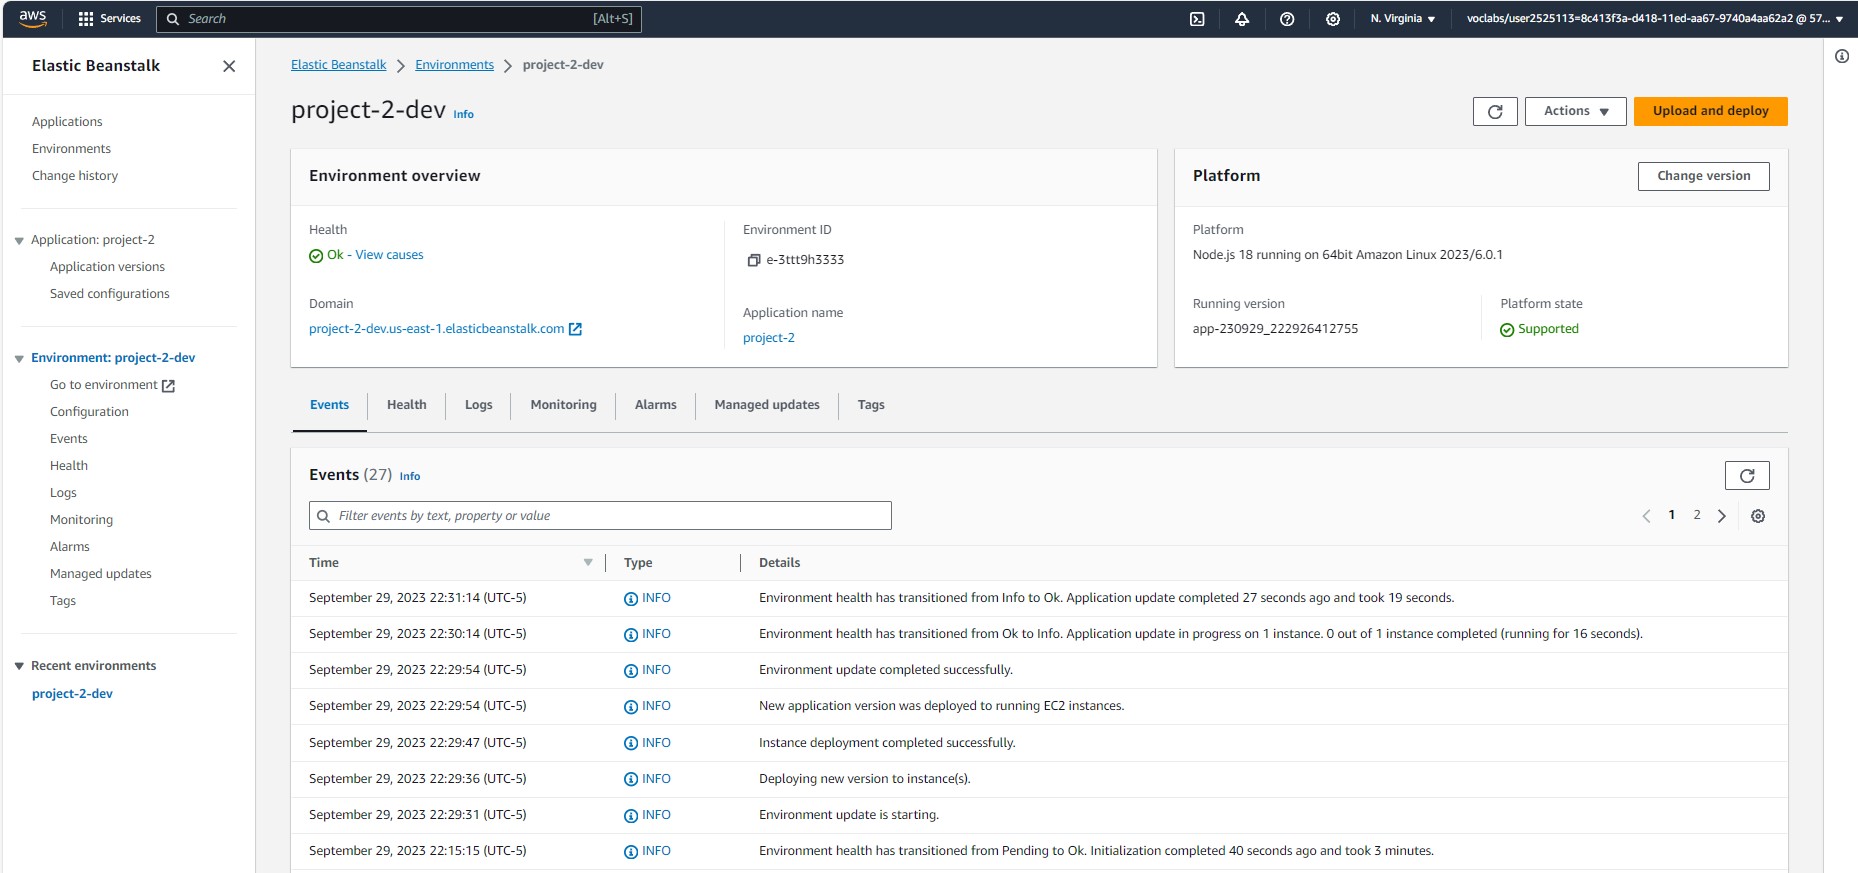 aws
Services
Search
[Alt+S]
N. Virginia
voclabs/user2525113=8c413f3a-d418-11ed-aa67-9740a4aa62a2 @ 57...
Elastic Beanstalk
Applications
Environments
Change history
Application: project-2
Application versions
Saved configurations
Environment: project-2-dev
Go to environment
Configuration
Events
Health
Logs
Monitoring
Alarms
Managed updates
Tags
Recent environments
project-2-dev
Elastic Beanstalk > Environments > project-2-dev
project-2-dev Info
Actions
Upload and deploy
Environment overview
Health
Ok - View causes
Domain
project-2-dev.us-east-1.elasticbeanstalk.com
Environment ID
e-3ttt9h3333
Application name
project-2
Platform
Change version
Platform
Node.js 18 running on 64bit Amazon Linux 2023/6.0.1
Running version
app-230929_222926412755
Platform state
Supported
Events Health Logs Monitoring Alarms Managed updates Tags
Events (27) Info
Filter events by text, property or value
1 2
Time Type Details
September 29, 2023 22:31:14 (UTC-5) INFO Environment health has transitioned from Info to Ok. Application update completed 27 seconds ago and took 19 seconds.
September 29, 2023 22:30:14 (UTC-5) INFO Environment health has transitioned from Ok to Info. Application update in progress on 1 instance. 0 out of 1 instance completed (running for 16 seconds).
September 29, 2023 22:29:54 (UTC-5) INFO Environment update completed successfully.
September 29, 2023 22:29:54 (UTC-5) INFO New application version was deployed to running EC2 instances.
September 29, 2023 22:29:47 (UTC-5) INFO Instance deployment completed successfully.
September 29, 2023 22:29:36 (UTC-5) INFO Deploying new version to instance(s).
September 29, 2023 22:29:31 (UTC-5) INFO Environment update is starting.
September 29, 2023 22:15:15 (UTC-5) INFO Environment health has transitioned from Pending to Ok. Initialization completed 40 seconds ago and took 3 minutes.